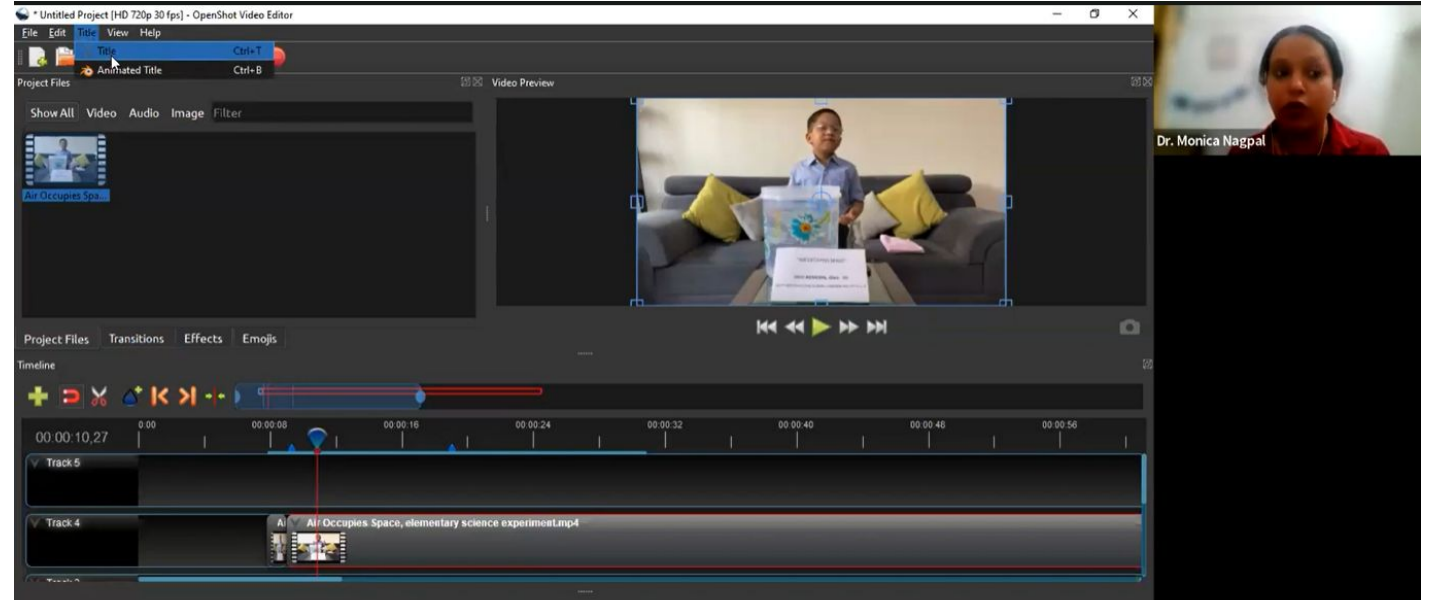 * Untitled Project [HD 720p 30 fps] - OpenShot Video Editor
File Edit Title View Help
Title Ctrl+T
Animated Title Ctrl+B
Project Files
Video Preview
Show All Video Audio Image Filter
Air Occupies Spa...
Dr. Monica Nagpal
Project Files Transitions Effects Emojis
Timeline
00:00:10,27
0:00 00:00:08 00:00:16 00:00:24 00:00:32 00:00:40 00:00:48 00:00:56
Track 5
Track 4
Ai Air Occupies Space, elementary science experiment.mp4